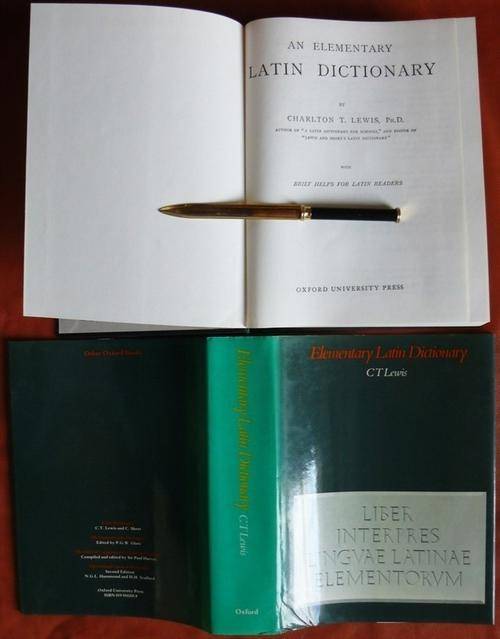 AN ELEMENTARY
LATIN DICTIONARY
BY
CHARLTON T. LEWIS, PH.D.
AUTHOR OF "A LATIN DICTIONARY FOR SCHOOLS," AND EDITOR OF
"LEWIS AND SHORT'S LATIN DICTIONARY"
WITH
BRIEF HELPS FOR LATIN READERS
OXFORD UNIVERSITY PRESS
Other Oxford Books
C.T. Lewis and C. Short
Edited by P.G.W. Glare
Compiled and edited by Sir Paul Harvey
Second Edition
N.G.L. Hammond and H.H. Scullard
Oxford University Press
Elementary Latin Dictionary
CT Lewis
Oxford
Elementary Latin Dictionary
CT Lewis
LIBER
INTERPRES
LINGVAE LATINAE
ELEMENTORVM